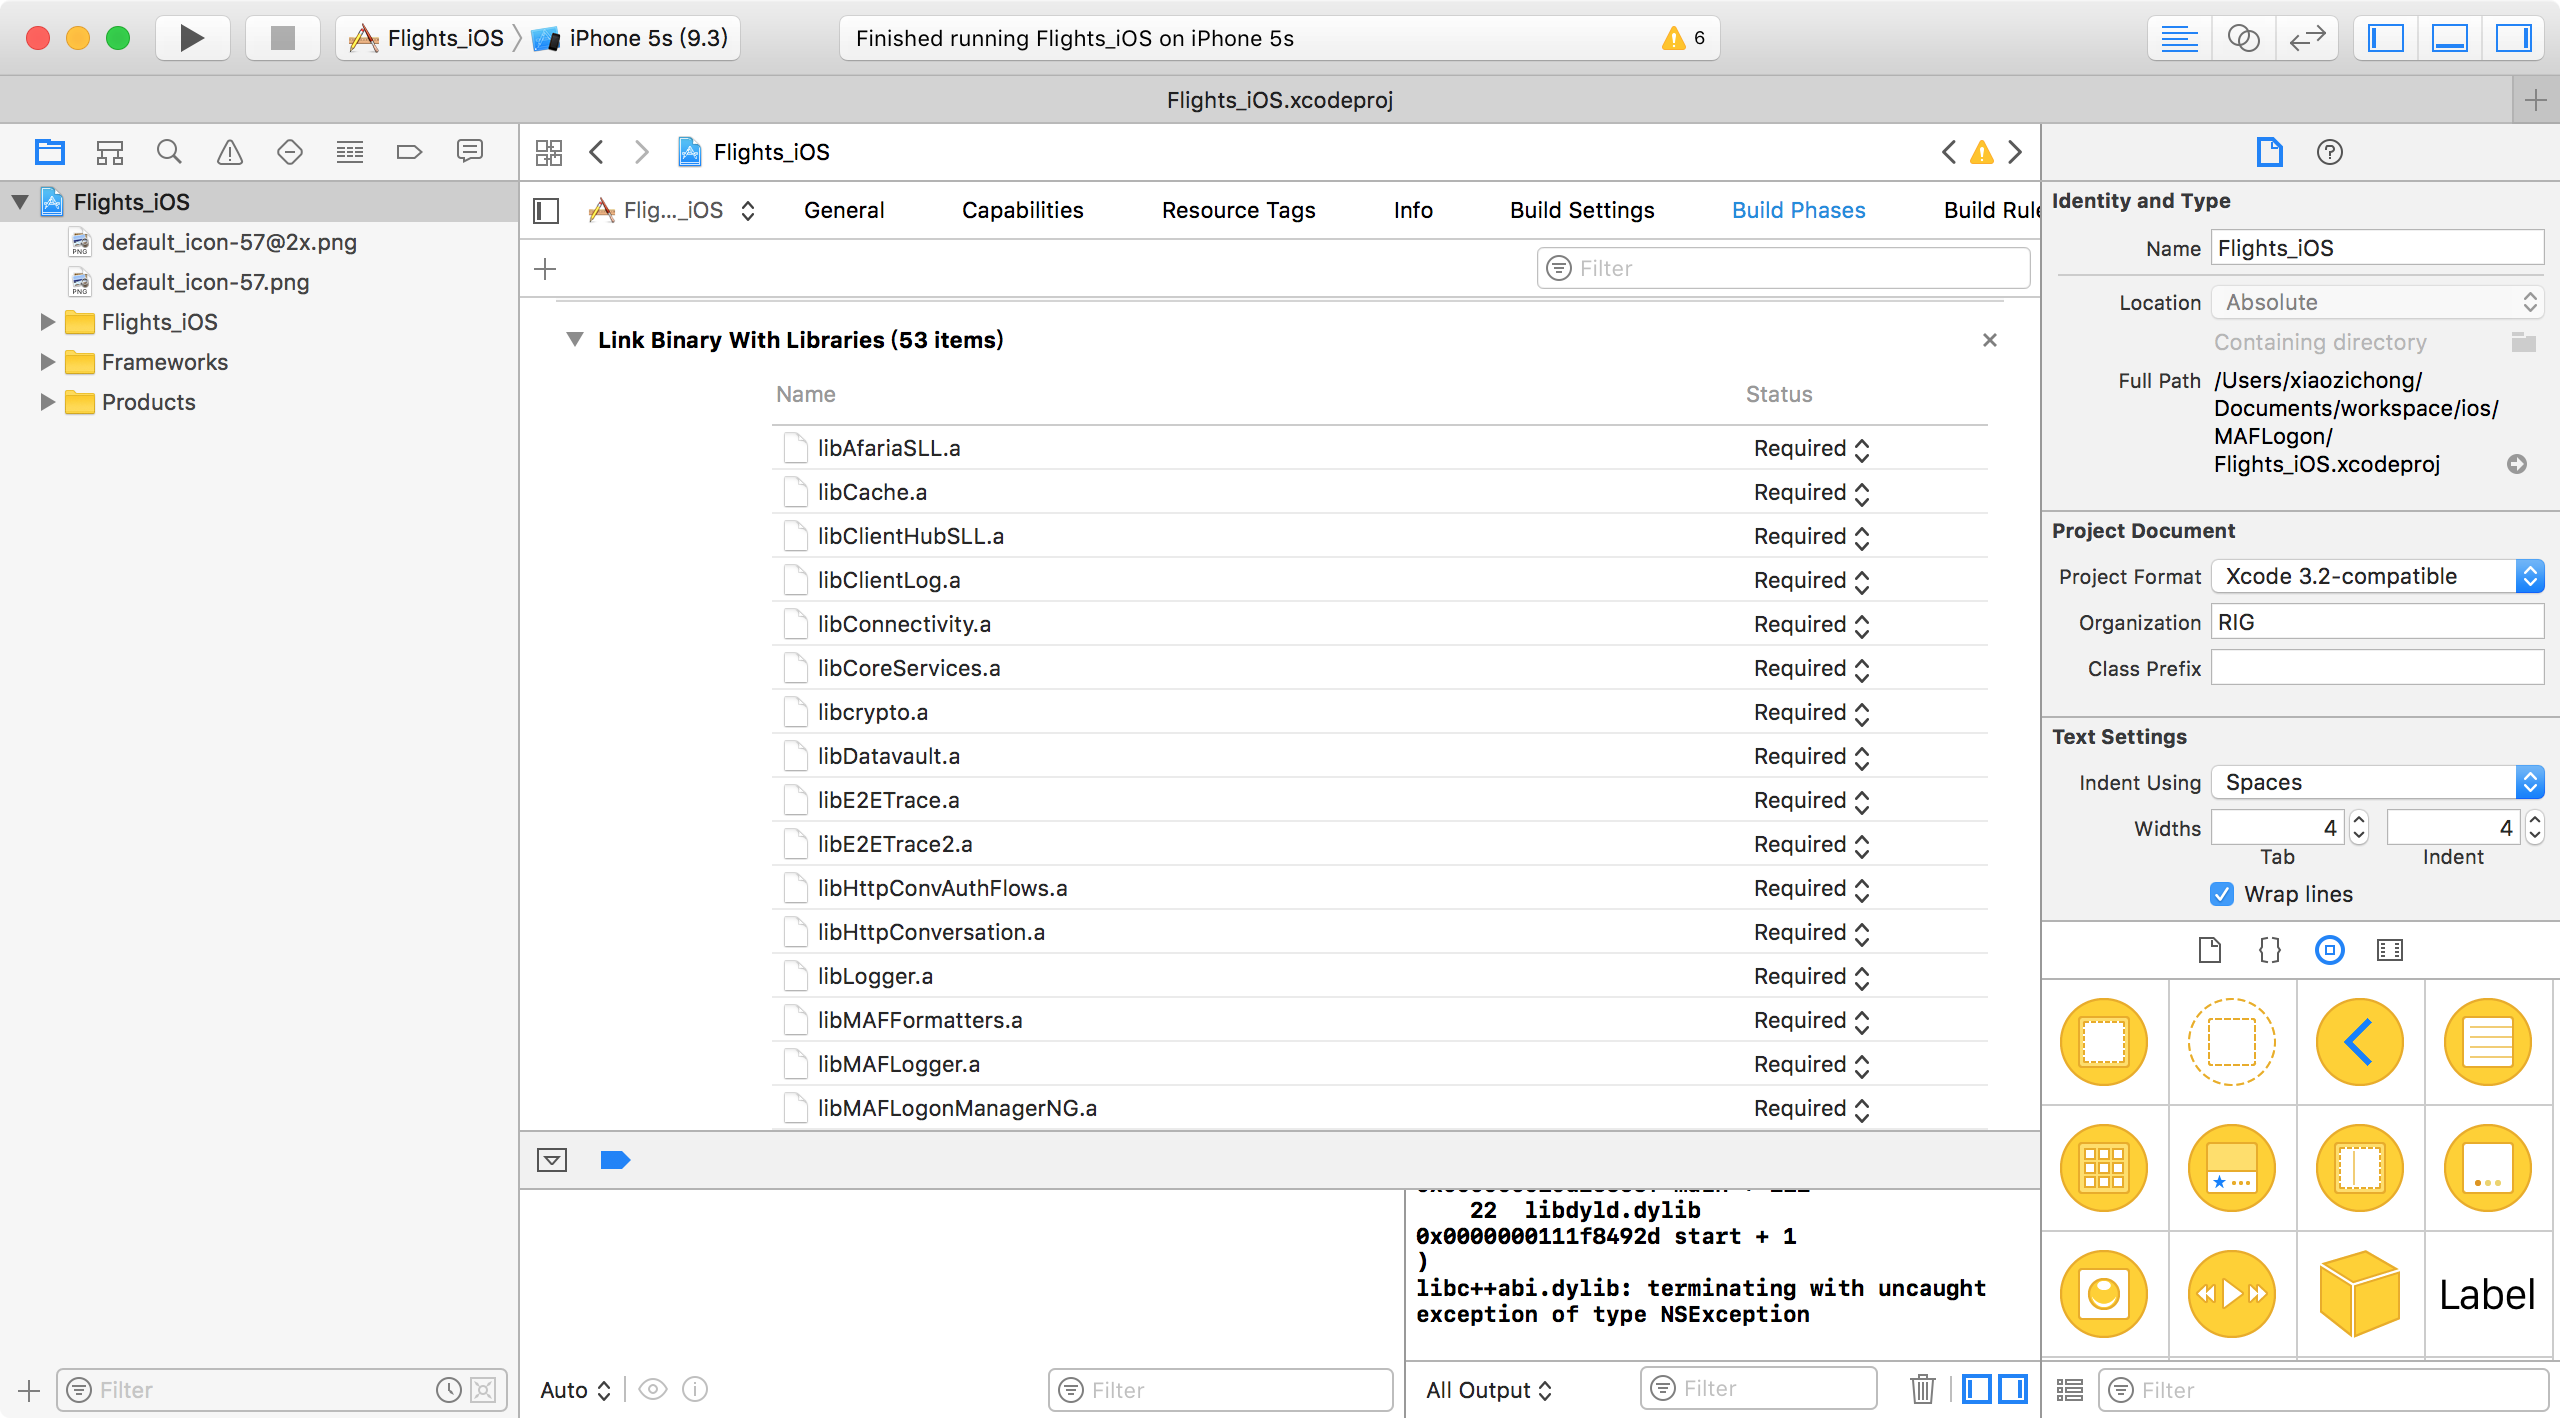 Flights_iOS
iPhone 5s (9.3)
Finished running Flights_iOS on iPhone 5s
6
Flights_iOS.xcodeproj
Flights_iOS
default_icon-57@2x.png
PNG
default_icon-57.png
PNG
Flights_iOS
Frameworks
Products
Filter
Flights_iOS
Flig..._iOS
General
Capabilities
Resource Tags
Info
Build Settings
Build Phases
Build Rule
Filter
Link Binary With Libraries (53 items)
Name Status
libAfariaSLL.a Required
libCache.a Required
libClientHubSLL.a Required
libClientLog.a Required
libConnectivity.a Required
libCoreServices.a Required
libcrypto.a Required
libDatavault.a Required
libE2ETrace.a Required
libE2ETrace2.a Required
libHttpConvAuthFlows.a Required
libHttpConversation.a Required
libLogger.a Required
libMAFFormatters.a Required
libMAFLogger.a Required
libMAFLogonManagerNG.a Required
22 libdyld.dylib
0x0000000111f8492d start + 1
)
libc++abi.dylib: terminating with uncaught
exception of type NSException
Auto
Filter
All Output
Filter
Identity and Type
Name Flights_iOS
Location Absolute
Containing directory
Full Path /Users/xiaozichong/
Documents/workspace/ios/
MAFLogon/
Flights_iOS.xcodeproj
Project Document
Project Format Xcode 3.2-compatible
Organization RIG
Class Prefix
Text Settings
Indent Using Spaces
Widths 4 4
Tab Indent
Wrap lines
Label
Filter